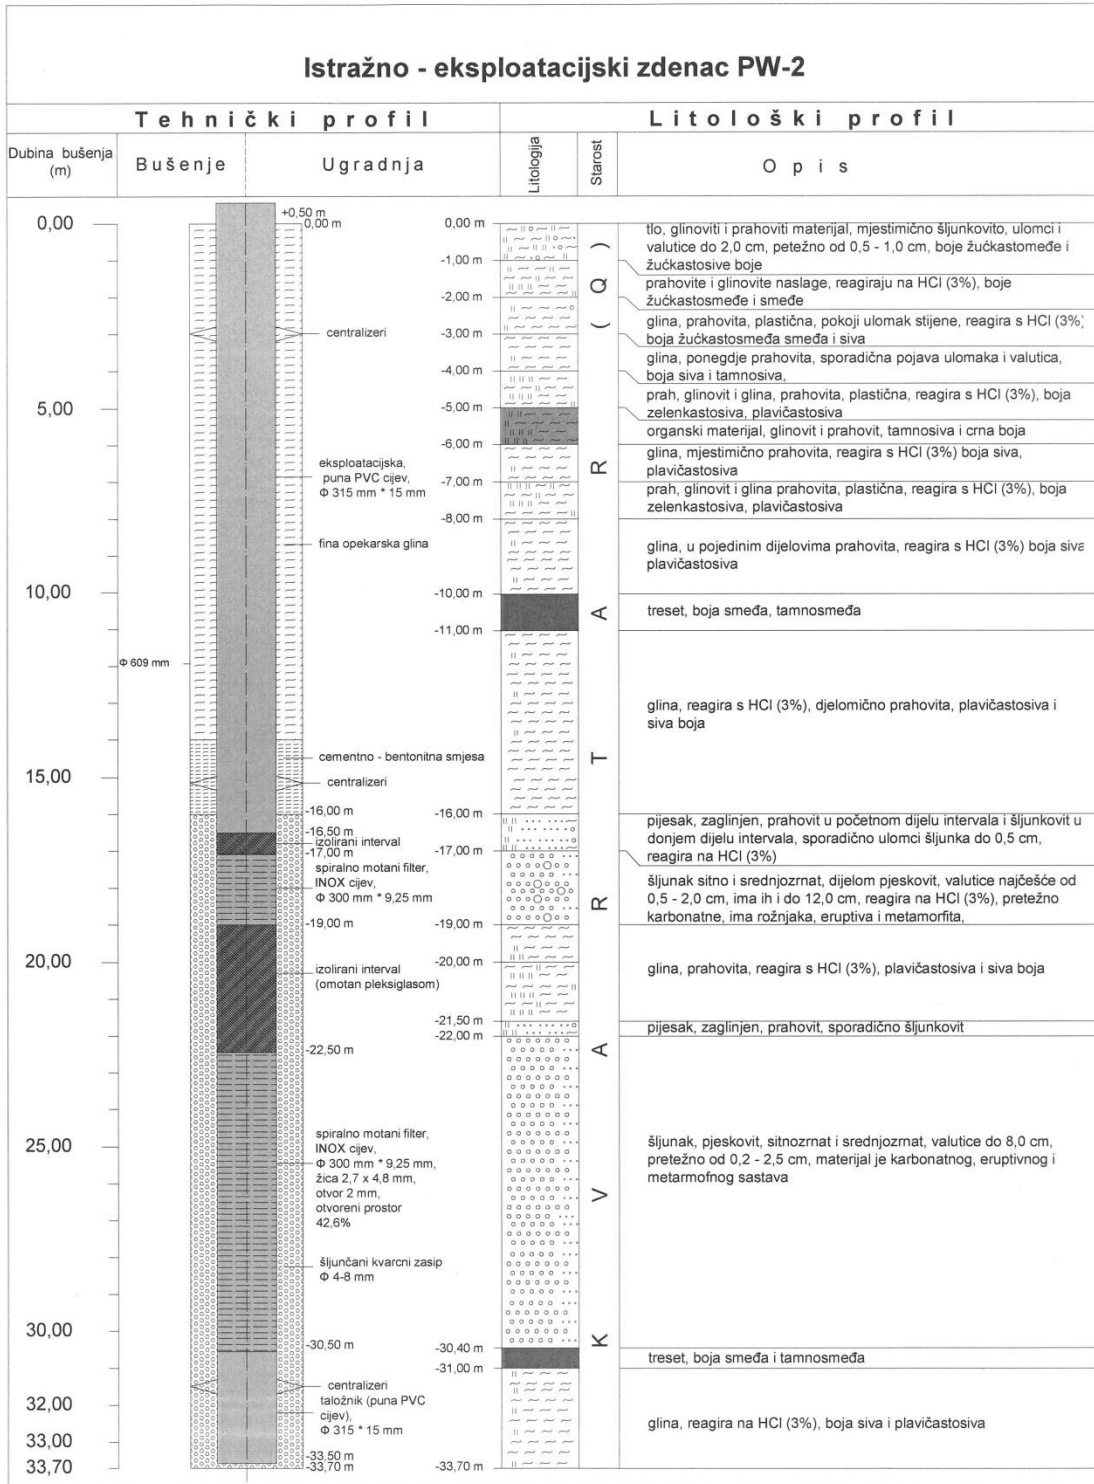 Istražno - eksploatacijski zdenac PW-2
Tehnički profil
Litološki profil
Dubina bušenja
(m)
Bušenje
Ugradnja
Litologija
Starost
Opis
0,00
5,00
10,00
15,00
20,00
25,00
30,00
32,00
33,00
33,70
Φ 609 mm
+0,50 m
0,00 m
centralizeri
eksploatacijska,
puna PVC cijev,
Φ 315 mm * 15 mm
fina opekarska glina
cementno - bentonitna smjesa
centralizeri
-16,00 m
-16,50 m
izolirani interval
-17,00 m
spiralno motani filter,
INOX cijev,
Φ 300 mm * 9,25 mm
-19,00 m
izolirani interval
(omotan pleksiglasom)
-22,50 m
spiralno motani filter,
INOX cijev,
Φ 300 mm * 9,25 mm,
žica 2,7 x 4,8 mm,
otvor 2 mm,
otvoreni prostor
42,6%
šljunčani kvarcni zasip
Φ 4-8 mm
-30,50 m
centralizeri
taložnik (puna PVC
cijev),
Φ 315 * 15 mm
-33,50 m
-33,70 m
0,00 m
-1,00 m
-2,00 m
-3,00 m
-4,00 m
-5,00 m
-6,00 m
-7,00 m
-8,00 m
-10,00 m
-11,00 m
-16,00 m
-17,00 m
-19,00 m
-20,00 m
-21,50 m
-22,00 m
-30,40 m
-31,00 m
-33,70 m
K V A R T A R ( Q )
tlo, glinoviti i prahoviti materijal, mjestimično šljunkovito, ulomci i
valutice do 2,0 cm, petežno od 0,5 - 1,0 cm, boje žućkastomeđe i
žućkastosive boje
prahovite i glinovite naslage, reagiraju na HCl (3%), boje
žućkastosmeđe i smeđe
glina, prahovita, plastična, pokoji ulomak stijene, reagira s HCl (3%)
boja žućkastosmeđa smeđa i siva
glina, ponegdje prahovita, sporadična pojava ulomaka i valutica,
boja siva i tamnosiva,
prah, glinovit i glina, prahovita, plastična, reagira s HCl (3%), boja
zelenkastosiva, plavičastosiva
organski materijal, glinovit i prahovit, tamnosiva i crna boja
glina, mjestimično prahovita, reagira s HCl (3%) boja siva,
plavičastosiva
prah, glinovit i glina prahovita, plastična, reagira s HCl (3%), boja
zelenkastosiva, plavičastosiva
glina, u pojedinim dijelovima prahovita, reagira s HCl (3%) boja siva
plavičastosiva
treset, boja smeđa, tamnosmeđa
glina, reagira s HCl (3%), djelomično prahovita, plavičastosiva i
siva boja
pijesak, zaglinjen, prahovit u početnom dijelu intervala i šljunkovit u
donjem dijelu intervala, sporadično ulomci šljunka do 0,5 cm,
reagira na HCl (3%)
šljunak sitno i srednjozrnat, dijelom pjeskovit, valutice najčešće od
0,5 - 2,0 cm, ima ih i do 12,0 cm, reagira na HCl (3%), pretežno
karbonatne, ima rožnjaka, eruptiva i metamorfita,
glina, prahovita, reagira s HCl (3%), plavičastosiva i siva boja
pijesak, zaglinjen, prahovit, sporadično šljunkovit
šljunak, pjeskovit, sitnozrnat i srednjozrnat, valutice do 8,0 cm,
pretežno od 0,2 - 2,5 cm, materijal je karbonatnog, eruptivnog i
metarmofnog sastava
treset, boja smeđa i tamnosmeđa
glina, reagira na HCl (3%), boja siva i plavičastosiva